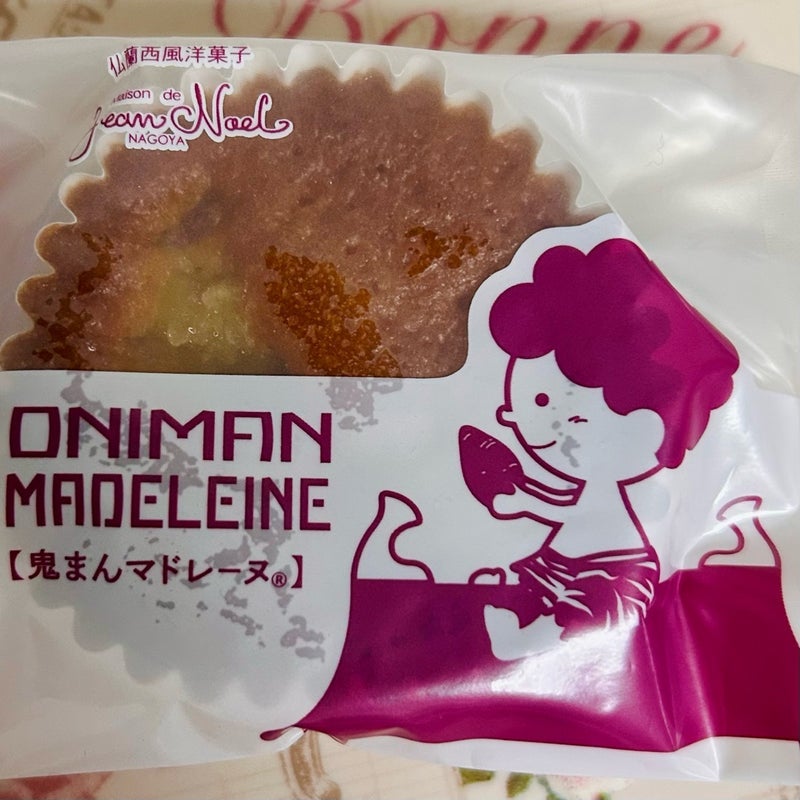 Bonne
仏蘭西風洋菓子
Maison de
Jean Noel
NAGOYA
ONIMAN
MADELEINE
【鬼まんマドレーヌ®】